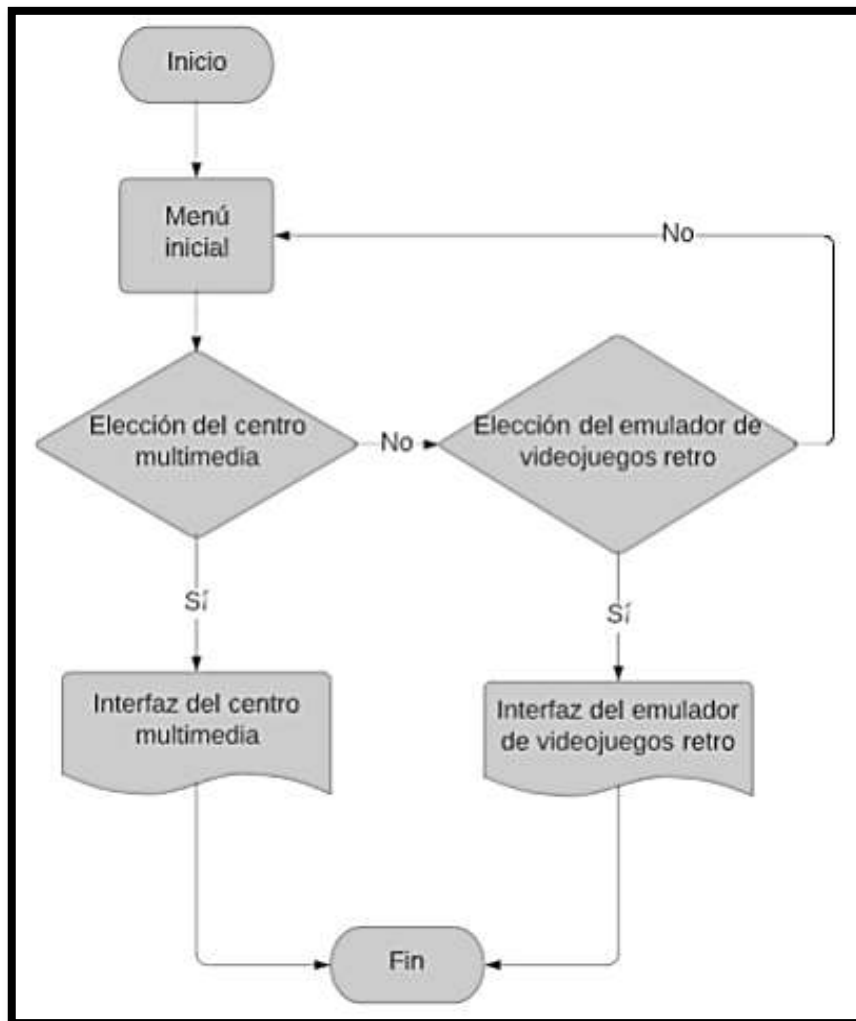 Inicio
Menú
inicial
No
Elección del centro
multimedia
No
Elección del emulador de
videojuegos retro
Sí
Sí
Interfaz del centro
multimedia
Interfaz del emulador
de videojuegos retro
Fin